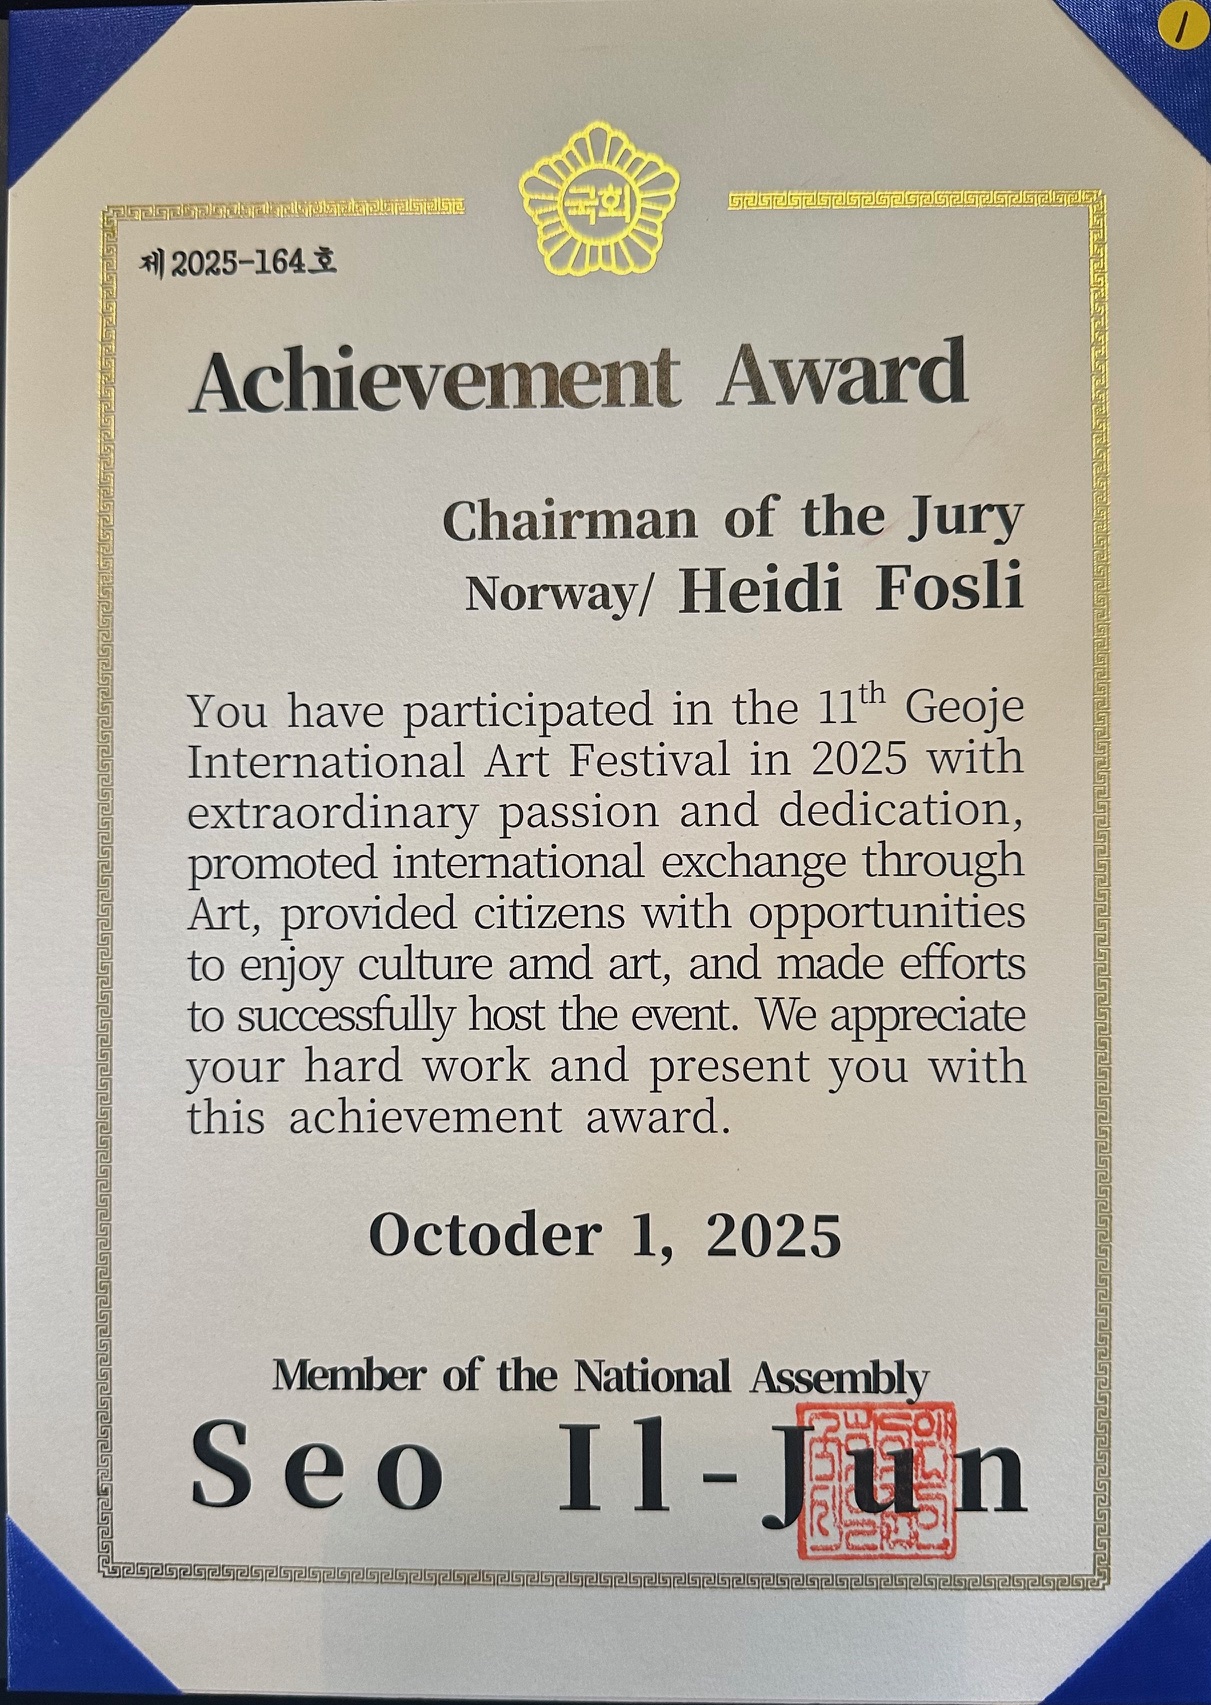 1
국회
제2025-164호
Achievement Award
Chairman of the Jury
Norway/ Heidi Fosli
You have participated in the 11th Geoje
International Art Festival in 2025 with
extraordinary passion and dedication,
promoted international exchange through
Art, provided citizens with opportunities
to enjoy culture amd art, and made efforts
to successfully host the event. We appreciate
your hard work and present you with
this achievement award.
Octoder 1, 2025
Member of the National Assembly
Seo Il-Jun